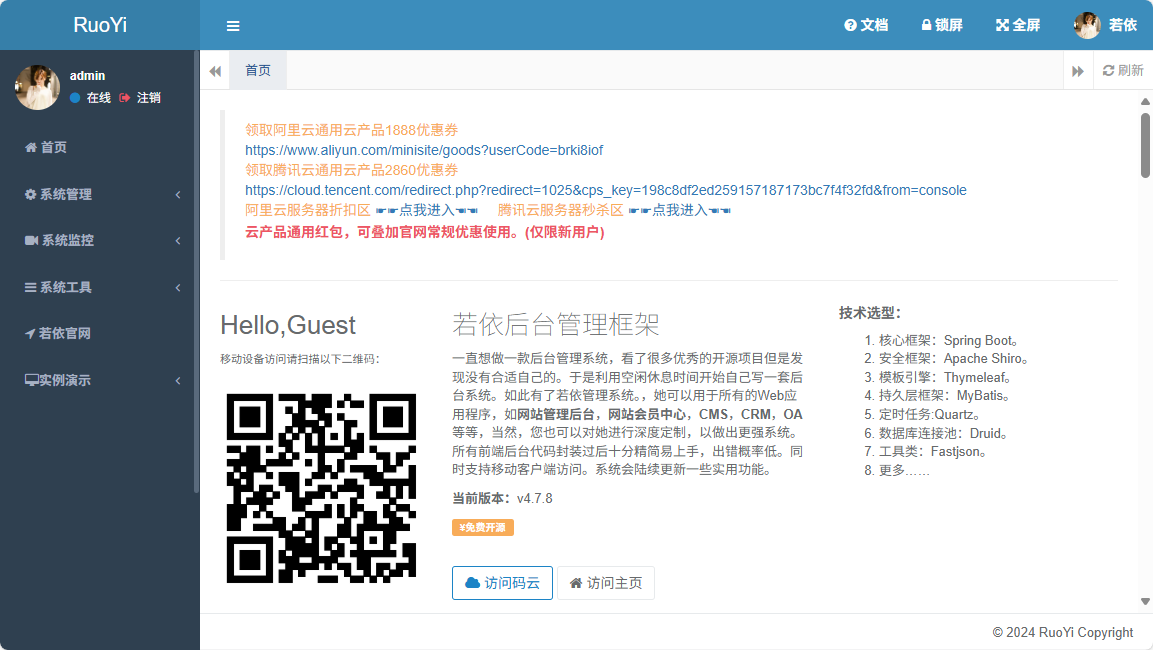 RuoYi
文档
锁屏
全屏
若依
admin
在线
注销
首页
系统管理
系统监控
系统工具
若依官网
实例演示
首页
刷新
领取阿里云通用云产品1888优惠券
https://www.aliyun.com/minisite/goods?userCode=brki8iof
领取腾讯云通用云产品2860优惠券
https://cloud.tencent.com/redirect.php?redirect=1025&cps_key=198c8df2ed259157187173bc7f4f32fd&from=console
阿里云服务器折扣区 ☛☛点我进入☚☚ 腾讯云服务器秒杀区 ☛☛点我进入☚☚
云产品通用红包，可叠加官网常规优惠使用。(仅限新用户)
Hello,Guest
移动设备访问请扫描以下二维码：
若依后台管理框架
一直想做一款后台管理系统，看了很多优秀的开源项目但是发
现没有合适自己的。于是利用空闲休息时间开始自己写一套后
台系统。如此有了若依管理系统。，她可以用于所有的Web应
用程序，如网站管理后台，网站会员中心，CMS，CRM，OA
等等，当然，您也可以对她进行深度定制，以做出更强系统。
所有前端后台代码封装过后十分精简易上手，出错概率低。同
时支持移动客户端访问。系统会陆续更新一些实用功能。
当前版本：v4.7.8
¥免费开源
访问码云
访问主页
技术选型：
1. 核心框架：Spring Boot。
2. 安全框架：Apache Shiro。
3. 模板引擎：Thymeleaf。
4. 持久层框架：MyBatis。
5. 定时任务:Quartz。
6. 数据库连接池：Druid。
7. 工具类：Fastjson。
8. 更多……
© 2024 RuoYi Copyright